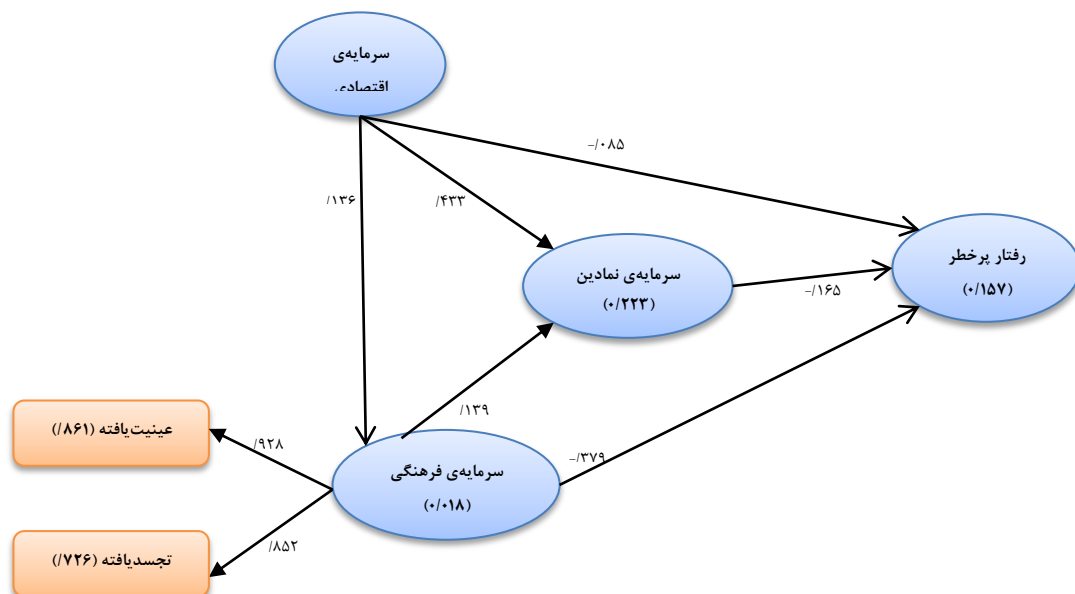 سرمایه‌ی
اقتصادی
-/۰۸۵
/۱۳۶
/۴۳۳
رفتار پرخطر
(۰/۱۵۷)
سرمایه‌ی نمادین
(۰/۲۲۳)
-/۱۶۵
/۱۳۹
عینیت‌یافته (/۸۶۱)
/۹۲۸
-/۳۷۹
سرمایه‌ی فرهنگی
(۰/۰۱۸)
/۸۵۲
تجسدیافته (/۷۲۶)